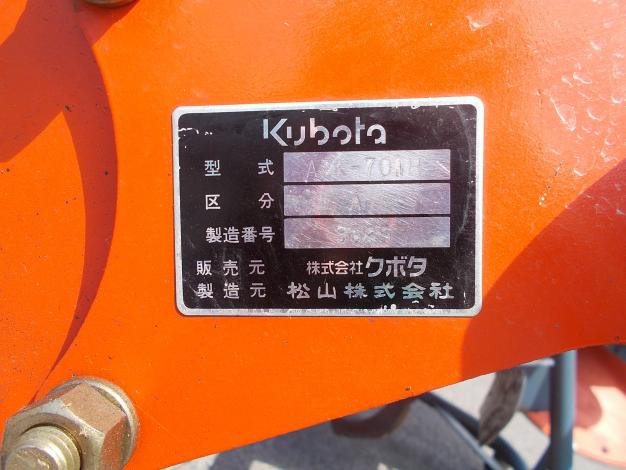 Kubota
型式
区分 A
製造番号
販売元 株式会社クボタ
製造元 松山株式会社